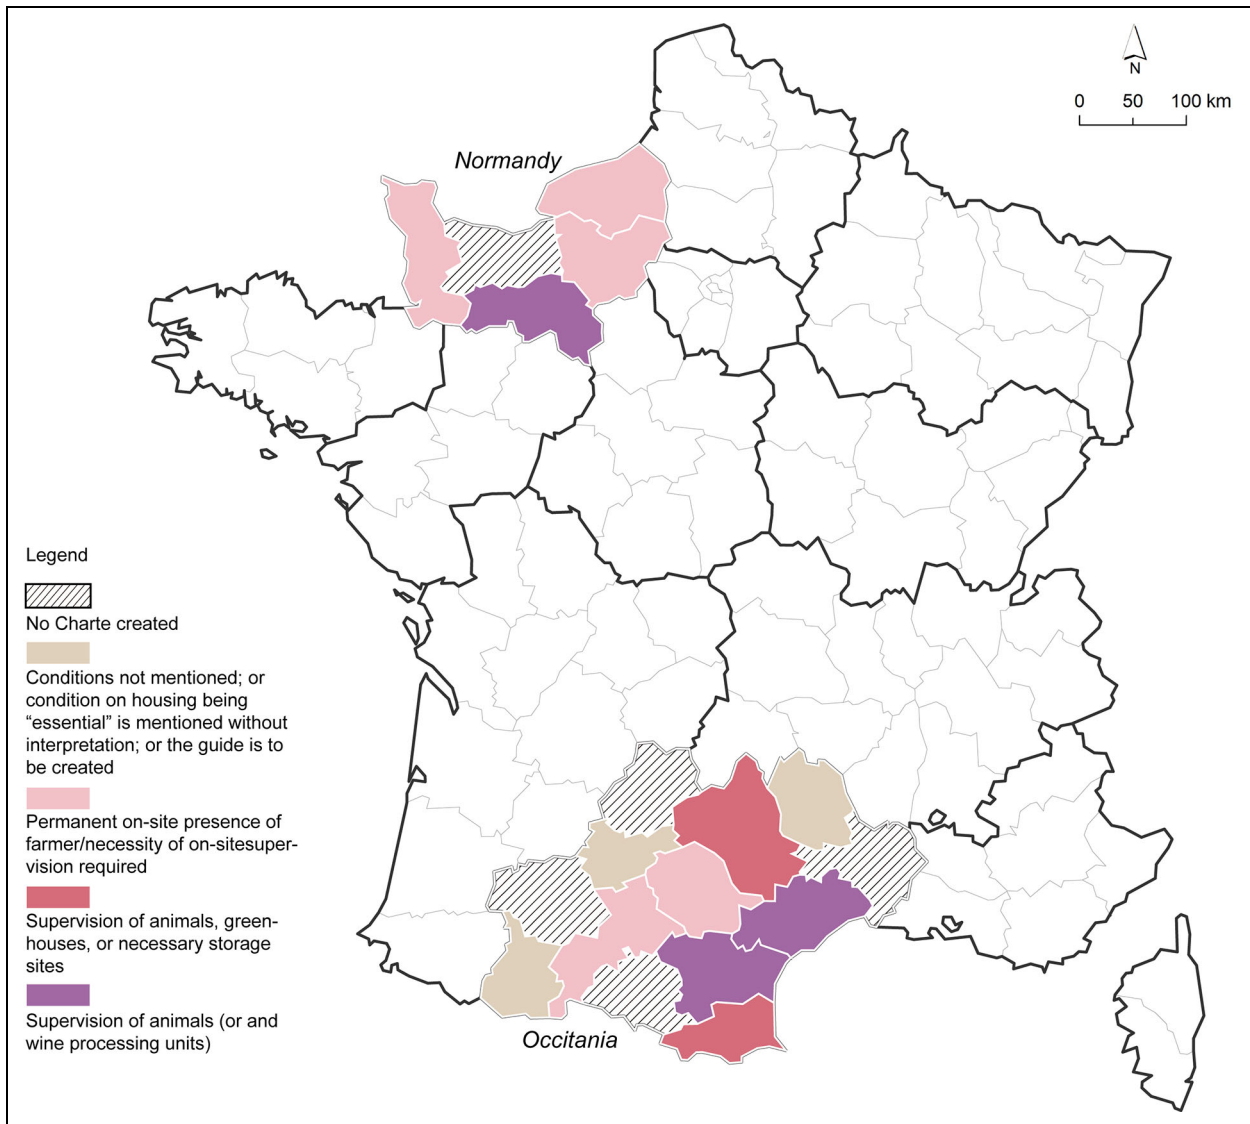 Normandy
N
0 50 100 km
Legend
No Charte created
Conditions not mentioned; or
condition on housing being
“essential” is mentioned without
interpretation; or the guide is to
be created
Permanent on-site presence of
farmer/necessity of on-sitesuper-
vision required
Supervision of animals, green-
houses, or necessary storage
sites
Supervision of animals (or and
wine processing units)
Occitania